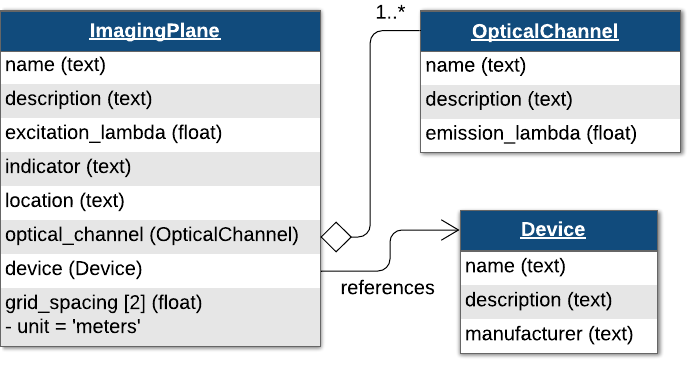 ImagingPlane
name (text)
description (text)
excitation_lambda (float)
indicator (text)
location (text)
optical_channel (OpticalChannel)
device (Device)
grid_spacing [2] (float)
- unit = 'meters'
1..*
OpticalChannel
name (text)
description (text)
emission_lambda (float)
references
Device
name (text)
description (text)
manufacturer (text)